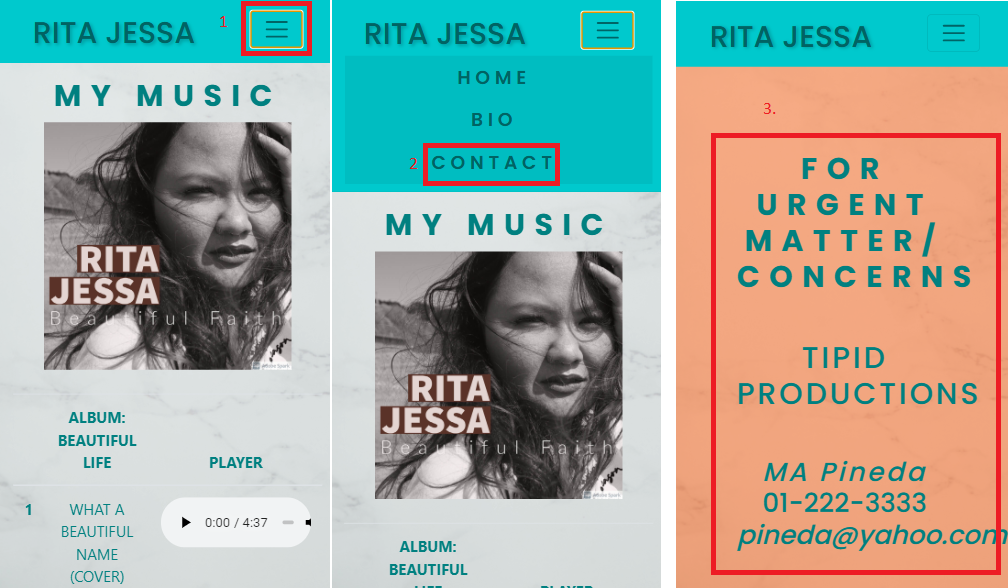 RITA JESSA
1
MY MUSIC
RITA
JESSA
Beautiful Faith
Adobe Spark
ALBUM:
BEAUTIFUL
LIFE
PLAYER
1
WHAT A
BEAUTIFUL
NAME
(COVER)
0:00 / 4:37
RITA JESSA
HOME
BIO
2
CONTACT
MY MUSIC
RITA
JESSA
Beautiful Faith
Adobe Spark
ALBUM:
BEAUTIFUL
LIFE
PLAYER
RITA JESSA
3.
FOR
URGENT
MATTER/
CONCERNS
TIPID
PRODUCTIONS
MA Pineda
01-222-3333
pineda@yahoo.com